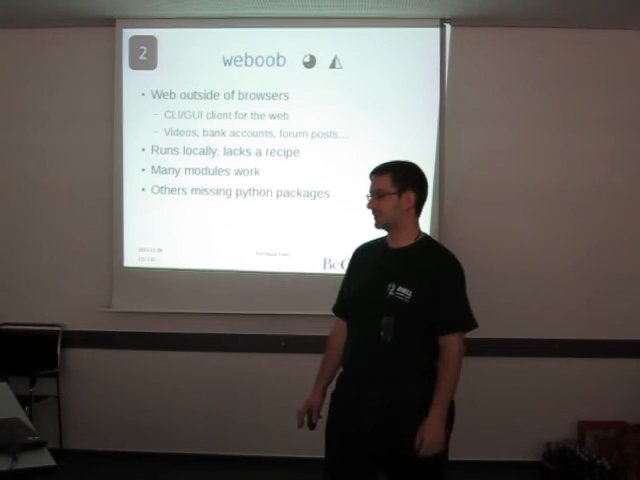 2
weboob
• Web outside of browsers
– CLI/GUI client for the web
– Videos, bank accounts, forum posts...
• Runs locally, lacks a recipe
• Many modules work
• Others missing python packages